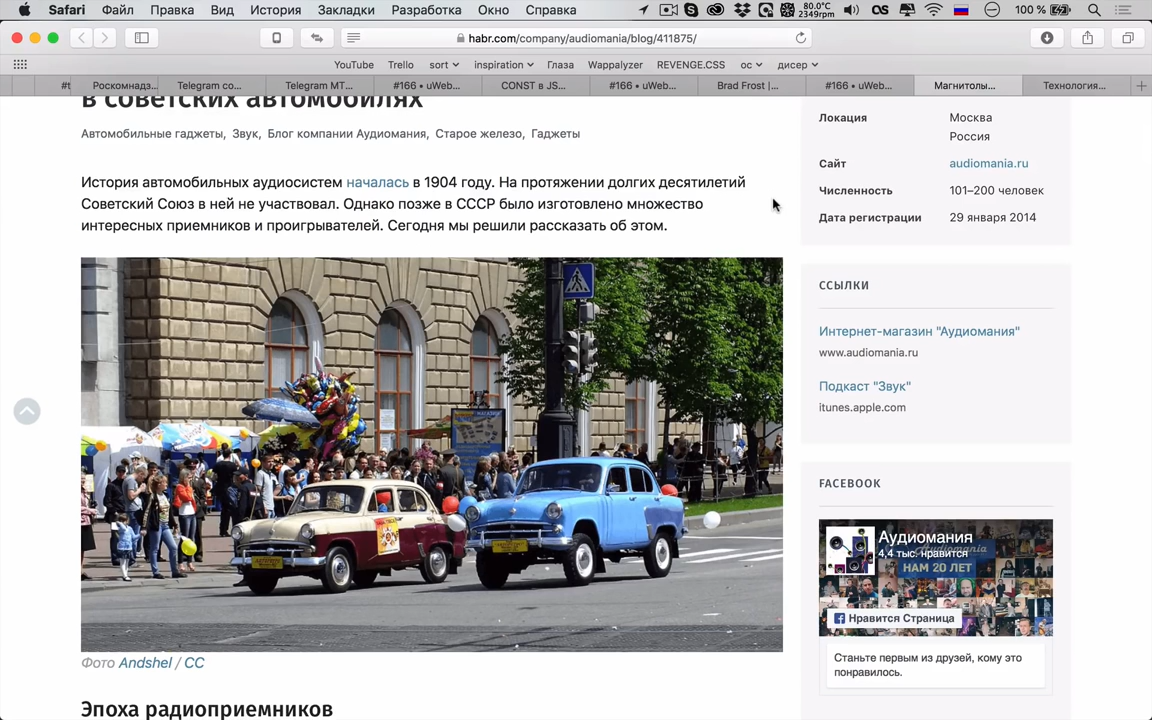 Safari Файл Правка Вид История Закладки Разработка Окно Справка 80.0°C 2349rpm 100 %
habr.com/company/audiomania/blog/411875/
YouTube Trello sort inspiration Глаза Wappalyzer REVENGE.CSS ос дисер
#1 Роскомнадз... Telegram co... Telegram MT... #166 • uWeb... CONST в JS... #166 • uWeb... Brad Frost |... #166 • uWeb... Магнитолы... Технология...
в советских автомобилях
Автомобильные гаджеты, Звук, Блог компании Аудиомания, Старое железо, Гаджеты
История автомобильных аудиосистем началась в 1904 году. На протяжении долгих десятилетий
Советский Союз в ней не участвовал. Однако позже в СССР было изготовлено множество
интересных приемников и проигрывателей. Сегодня мы решили рассказать об этом.
Фото Andshel / CC
Эпоха радиоприемников
Локация Москва
Россия
Сайт audiomania.ru
Численность 101–200 человек
Дата регистрации 29 января 2014
ССЫЛКИ
Интернет-магазин "Аудиомания"
www.audiomania.ru
Подкаст "Звук"
itunes.apple.com
FACEBOOK
Аудиомания
4,4 тыс. нравится
НАМ 20 ЛЕТ
Нравится Страница
Станьте первым из друзей, кому это
понравилось.